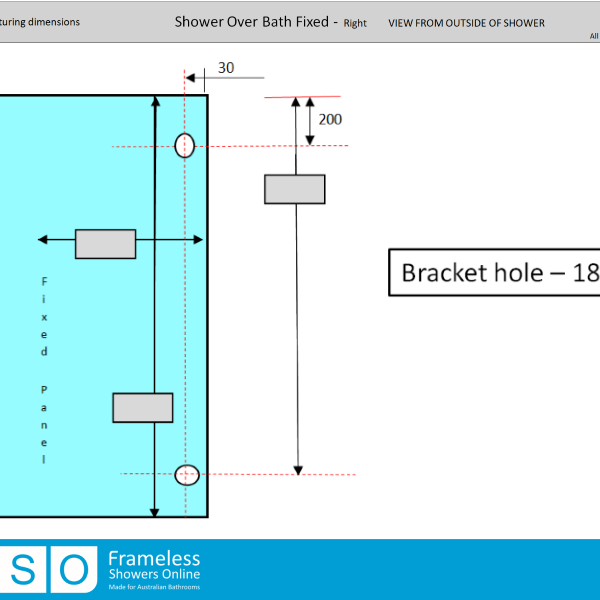 turing dimensions
Shower Over Bath Fixed - Right
VIEW FROM OUTSIDE OF SHOWER
All
30
200
Bracket hole – 18
Fixed Panel
SO
Frameless
Showers Online
Made for Australian Bathrooms